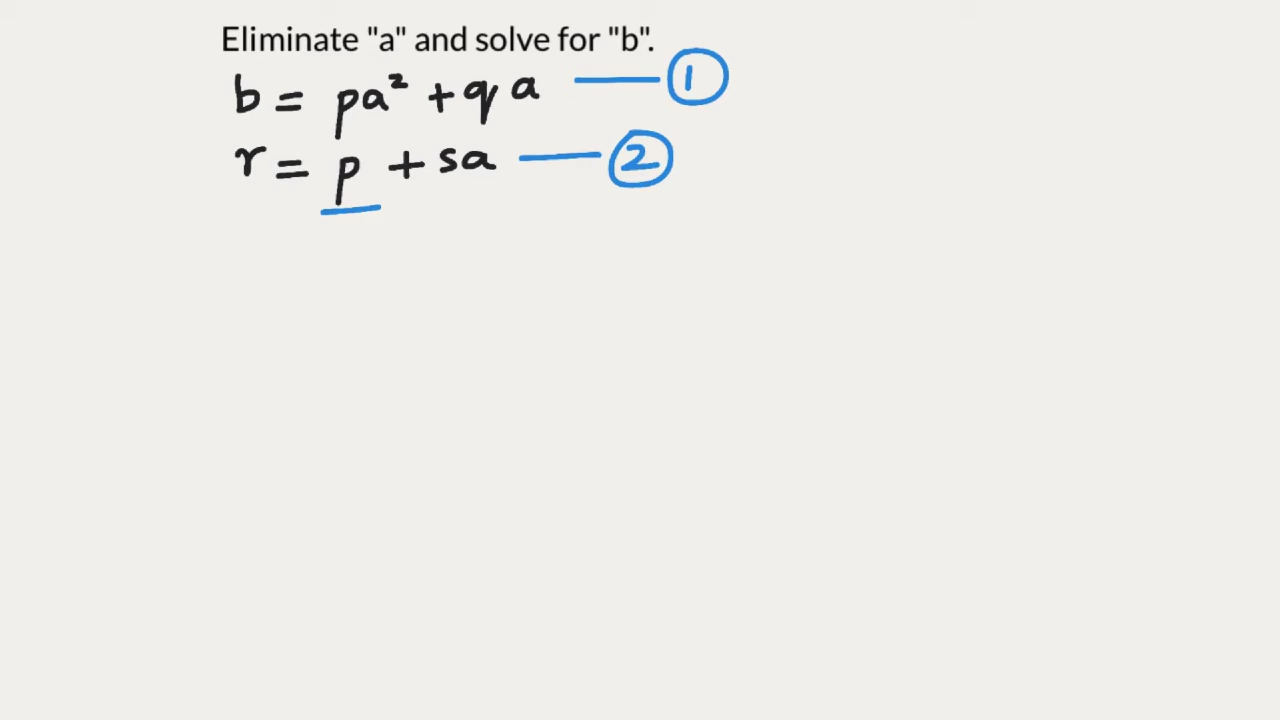 Eliminate "a" and solve for "b".
b = pa² + qa —— ①
r = p + sa —— ②